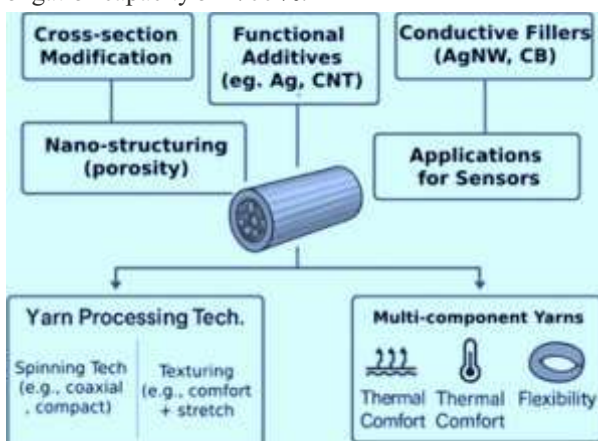 Cross-section
Modification
Functional
Additives
(eg. Ag, CNT)
Conductive Fillers
(AgNW, CB)
Nano-structuring
(porosity)
Applications
for Sensors
Yarn Processing Tech.
Spinning Tech
(e.g., coaxial
, compact)
Texturing
(e.g., comfort
+ stretch
Multi-component Yarns
Thermal
Comfort
Thermal
Comfort
Flexibility